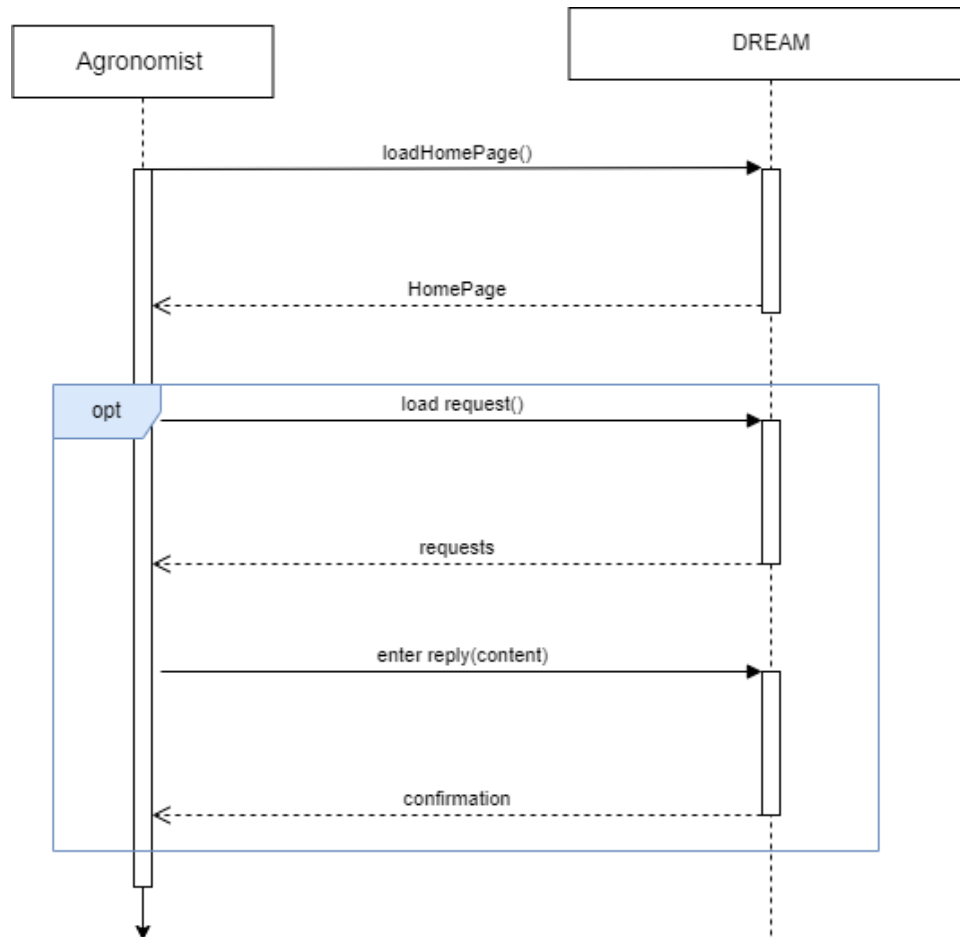 Agronomist
DREAM
loadHomePage()
HomePage
opt
load request()
requests
enter reply(content)
confirmation